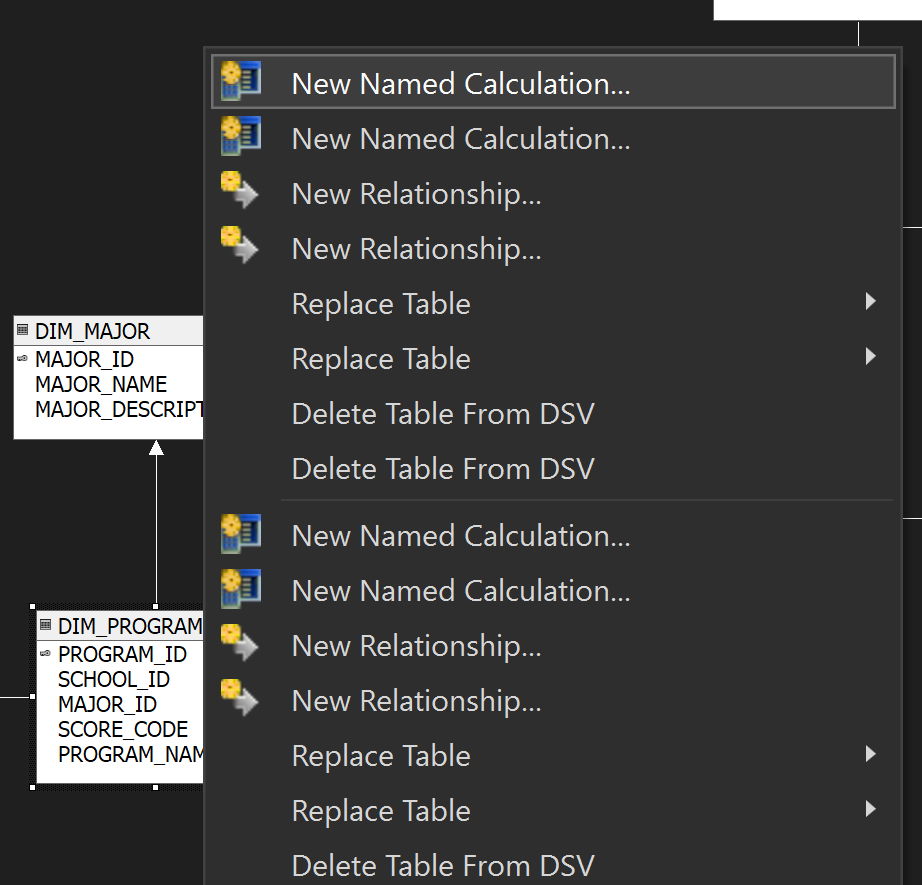 New Named Calculation...
New Named Calculation...
New Relationship...
New Relationship...
Replace Table
Replace Table
Delete Table From DSV
Delete Table From DSV
New Named Calculation...
New Named Calculation...
New Relationship...
New Relationship...
Replace Table
Replace Table
Delete Table From DSV
DIM_MAJOR
MAJOR_ID
MAJOR_NAME
MAJOR_DESCRIPT
DIM_PROGRAM
PROGRAM_ID
SCHOOL_ID
MAJOR_ID
SCORE_CODE
PROGRAM_NAM